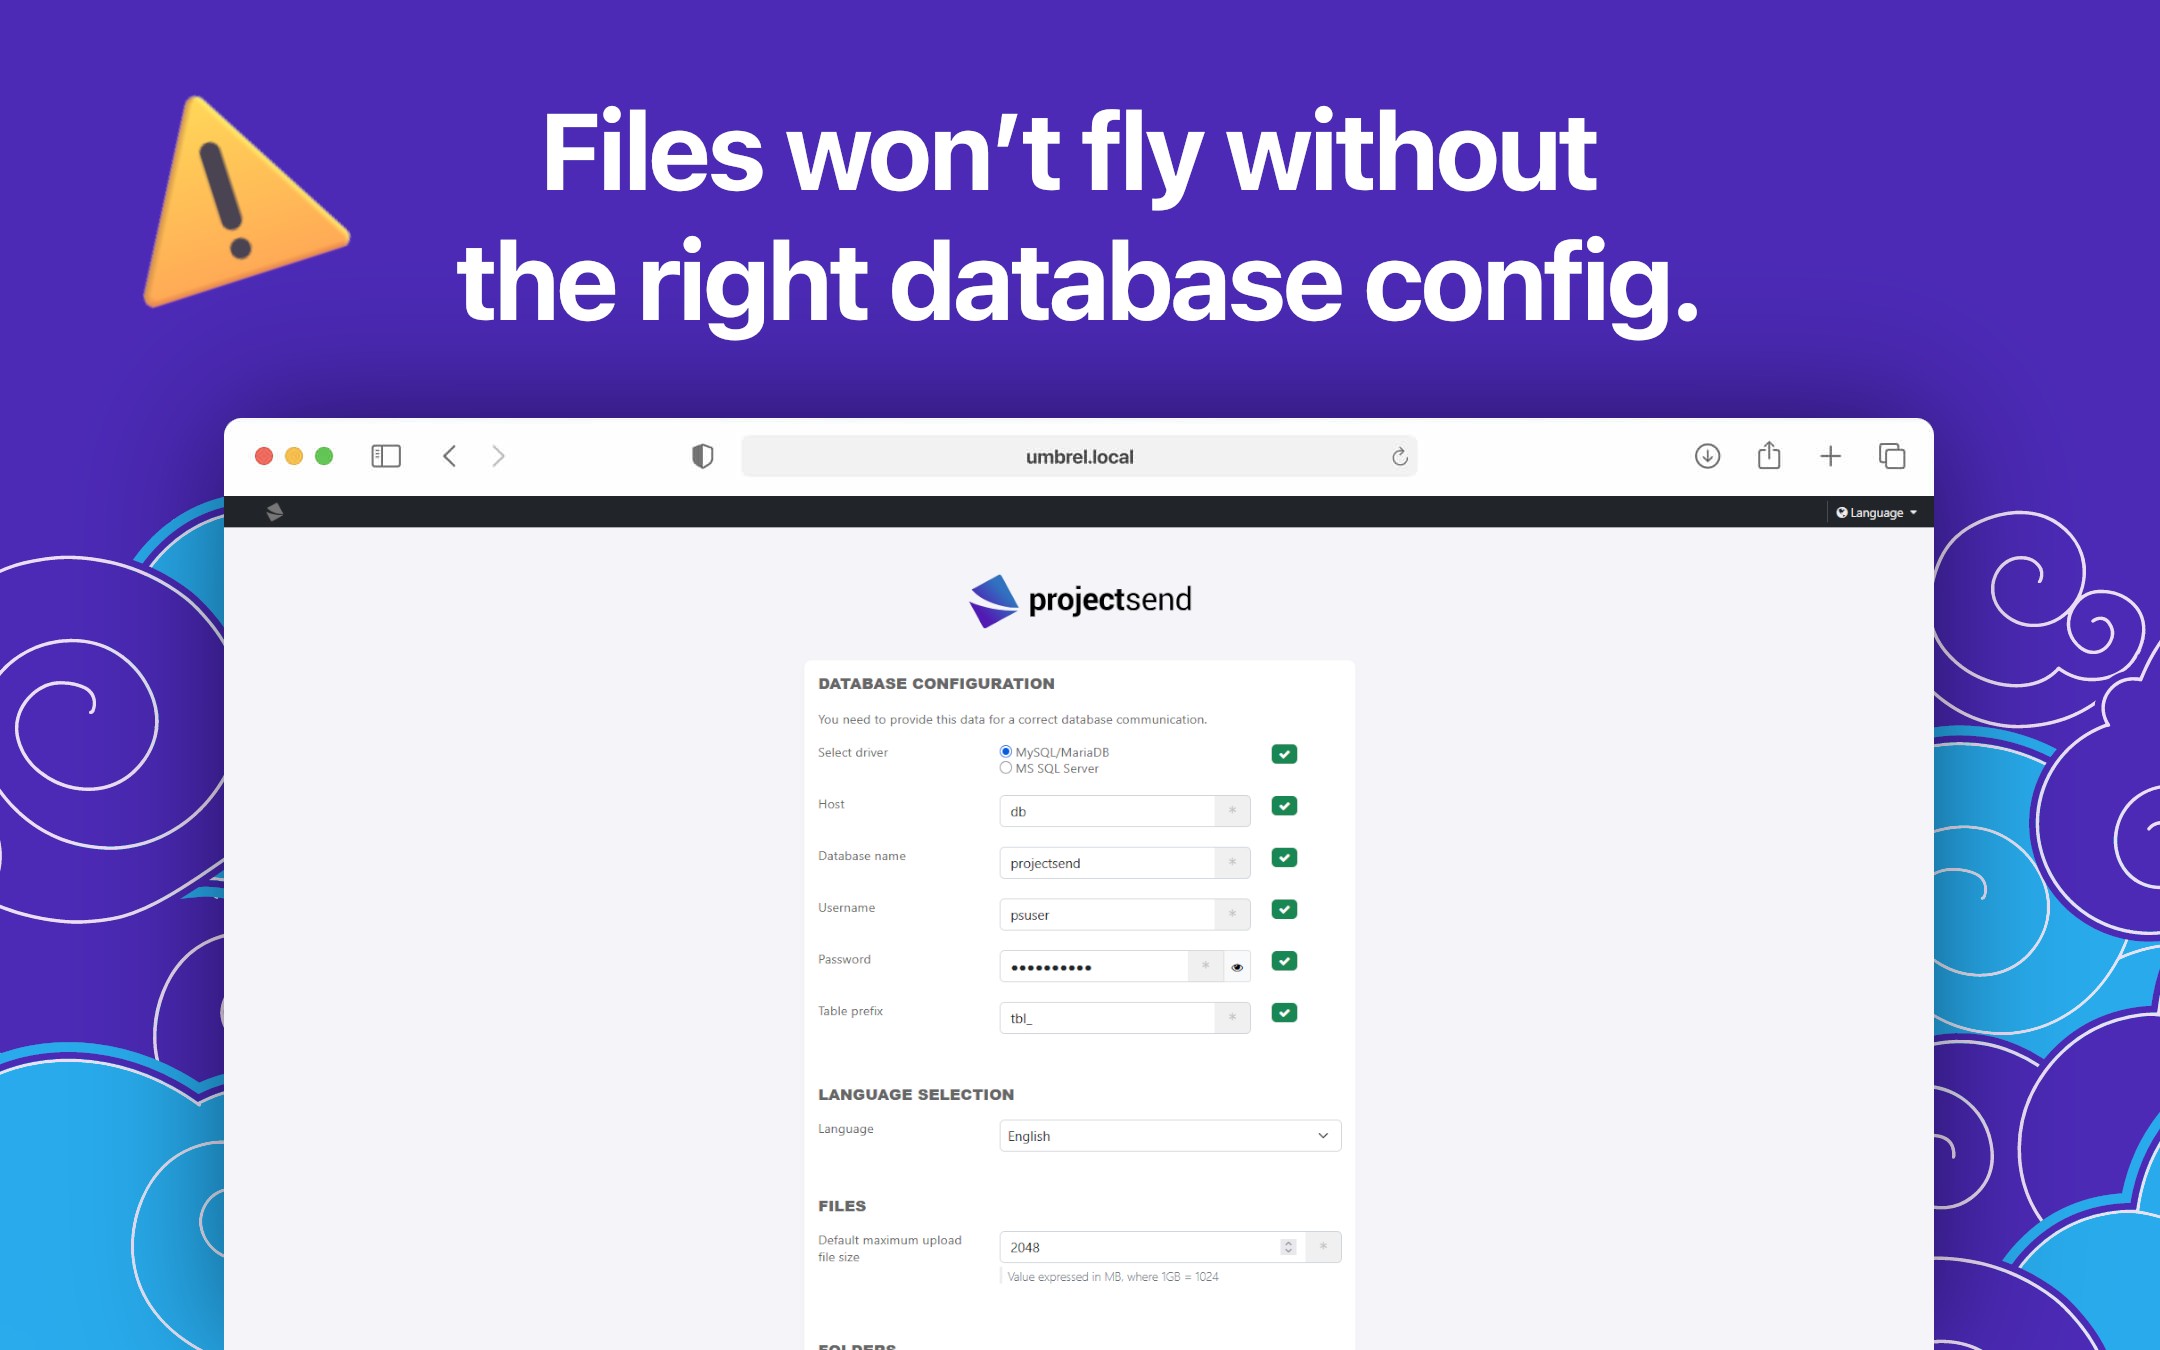 Files won’t fly without
the right database config.
umbrel.local
Language
projectsend
DATABASE CONFIGURATION
You need to provide this data for a correct database communication.
Select driver
MySQL/MariaDB
MS SQL Server
Host
db
*
Database name
projectsend
*
Username
psuser
*
Password
••••••••••
*
Table prefix
tbl_
*
LANGUAGE SELECTION
Language
English
FILES
Default maximum upload
file size
2048
*
Value expressed in MB, where 1GB = 1024
FOLDERS